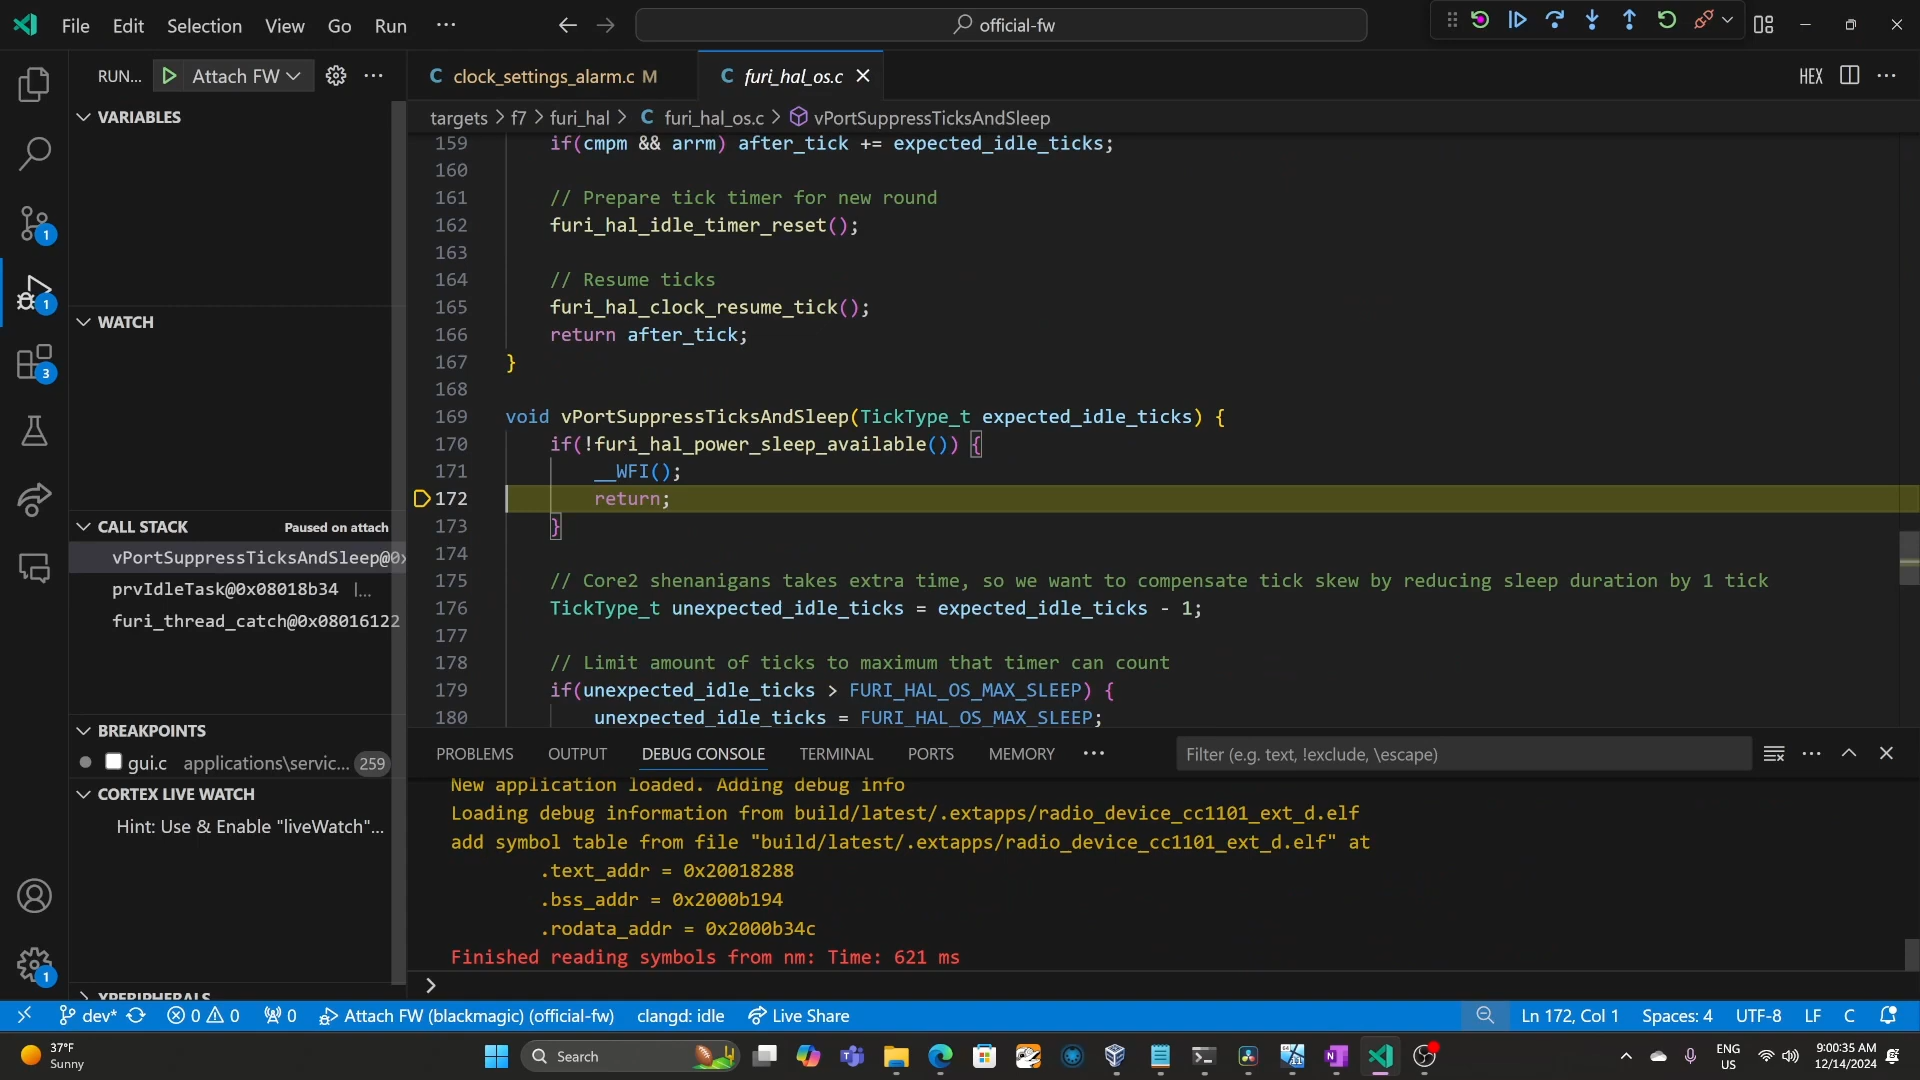 File Edit Selection View Go Run ··· official-fw
RUN... Attach FW
clock_settings_alarm.c M
furi_hal_os.c
HEX
VARIABLES
WATCH
CALL STACK Paused on attach
vPortSuppressTicksAndSleep@0x
prvIdleTask@0x08018b34 |...
furi_thread_catch@0x08016122
BREAKPOINTS
gui.c applications\servic... 259
CORTEX LIVE WATCH
Hint: Use & Enable "liveWatch"...
XPERIPHERALS
1
1
3
1
targets > f7 > furi_hal > C furi_hal_os.c > vPortSuppressTicksAndSleep
159 if(cmpm && arrm) after_tick += expected_idle_ticks;
160
161 // Prepare tick timer for new round
162 furi_hal_idle_timer_reset();
163
164 // Resume ticks
165 furi_hal_clock_resume_tick();
166 return after_tick;
167 }
168
169 void vPortSuppressTicksAndSleep(TickType_t expected_idle_ticks) {
170 if(!furi_hal_power_sleep_available()) {
171 __WFI();
172 return;
173 }
174
175 // Core2 shenanigans takes extra time, so we want to compensate tick skew by reducing sleep duration by 1 tick
176 TickType_t unexpected_idle_ticks = expected_idle_ticks - 1;
177
178 // Limit amount of ticks to maximum that timer can count
179 if(unexpected_idle_ticks > FURI_HAL_OS_MAX_SLEEP) {
180 unexpected_idle_ticks = FURI_HAL_OS_MAX_SLEEP;
PROBLEMS OUTPUT DEBUG CONSOLE TERMINAL PORTS MEMORY ··· Filter (e.g. text, !exclude, \escape)
New application loaded. Adding debug info
Loading debug information from build/latest/.extapps/radio_device_cc1101_ext_d.elf
add symbol table from file "build/latest/.extapps/radio_device_cc1101_ext_d.elf" at
.text_addr = 0x20018288
.bss_addr = 0x2000b194
.rodata_addr = 0x2000b34c
Finished reading symbols from nm: Time: 621 ms
>
dev* 0 0 0 Attach FW (blackmagic) (official-fw) clangd: idle Live Share Ln 172, Col 1 Spaces: 4 UTF-8 LF C
37°F
Sunny
Search
ENG
US
9:00:35 AM
12/14/2024